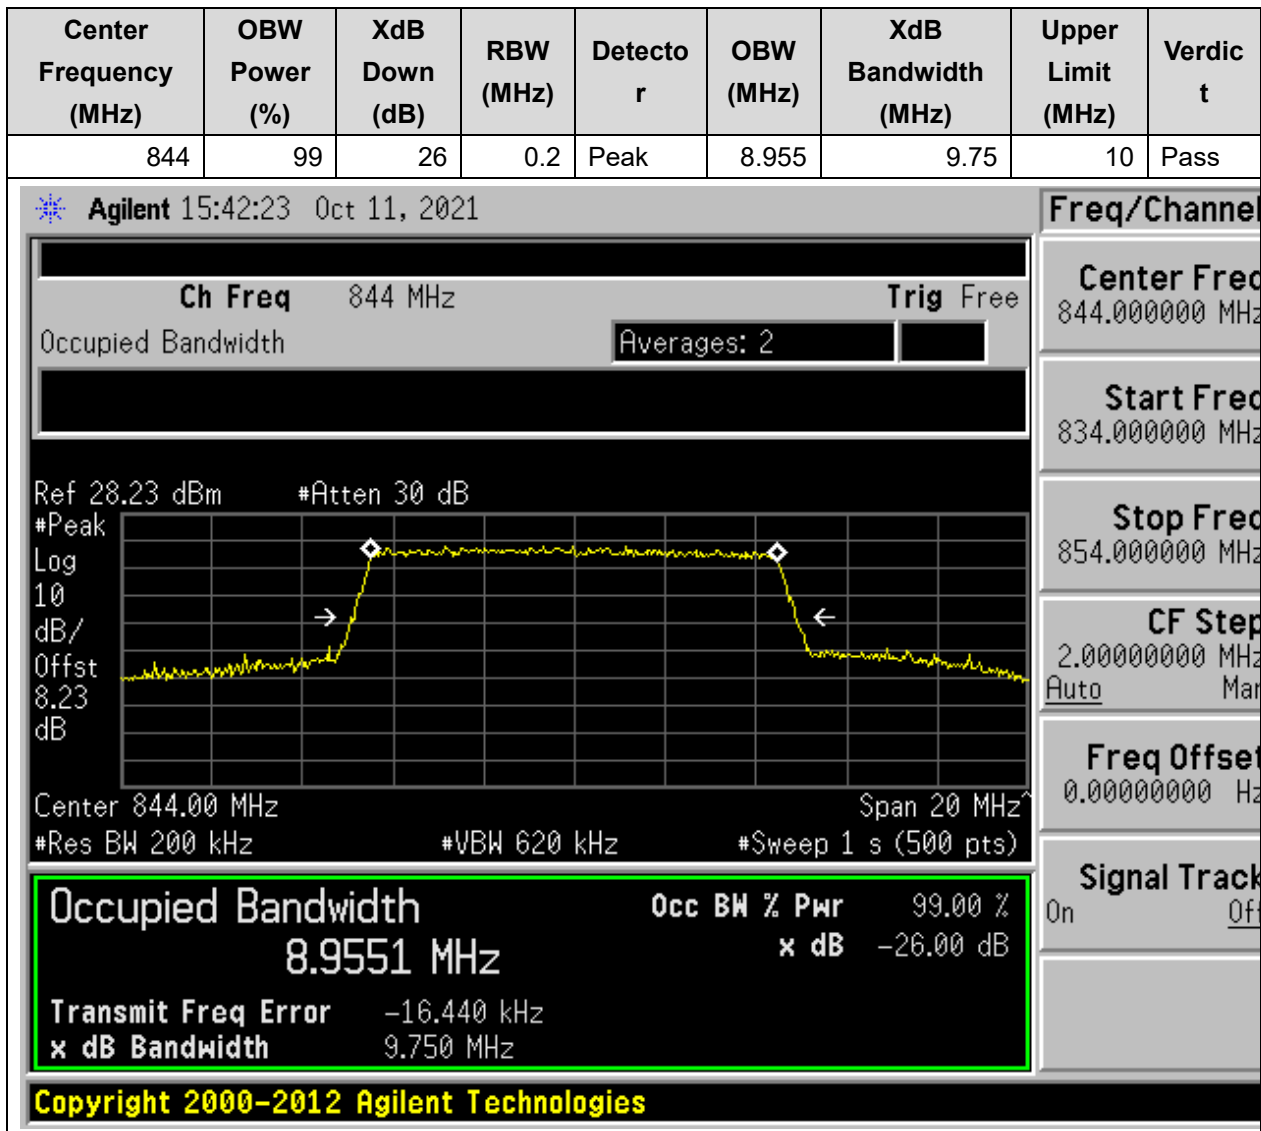 Center Frequency (MHz) OBW Power (%) XdB Down (dB) RBW (MHz) Detecto r OBW (MHz) XdB Bandwidth (MHz) Upper Limit (MHz) Verdic t
844 99 26 0.2 Peak 8.955 9.75 10 Pass
Agilent 15:42:23 Oct 11, 2021
Freq/Channel
Ch Freq 844 MHz Trig Free
Occupied Bandwidth Averages: 2
Center Freq
844.000000 MHz
Start Freq
834.000000 MHz
Stop Freq
854.000000 MHz
CF Step
2.00000000 MHz
Auto Man
Freq Offset
0.00000000 Hz
Signal Track
On Off
Ref 28.23 dBm #Atten 30 dB
#Peak
Log
10
dB/
Offst
8.23
dB
Center 844.00 MHz Span 20 MHz^
#Res BW 200 kHz #VBW 620 kHz #Sweep 1 s (500 pts)
Occupied Bandwidth
8.9551 MHz
Occ BW % Pwr 99.00 %
x dB -26.00 dB
Transmit Freq Error -16.440 kHz
x dB Bandwidth 9.750 MHz
Copyright 2000-2012 Agilent Technologies